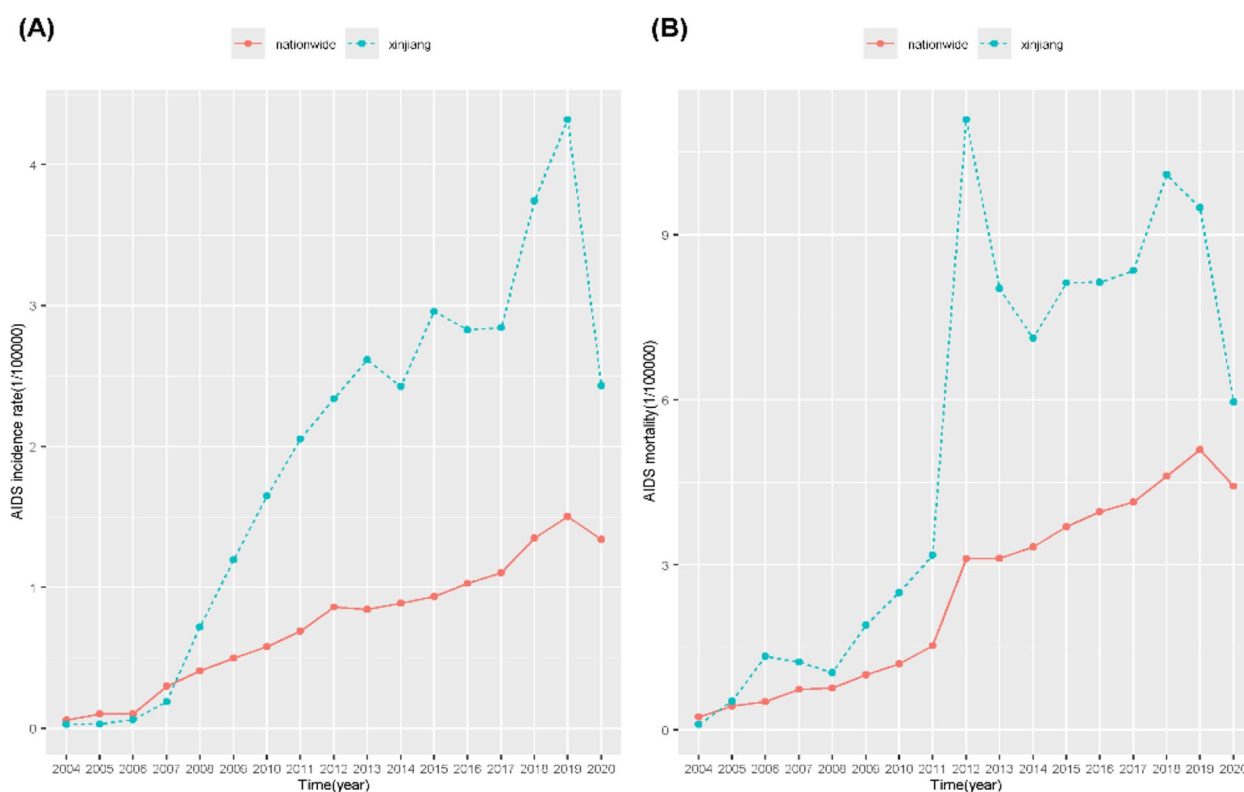 (A)
nationwide xinjiang
AIDS incidence rate(1/100000)
4
3
2
1
0
2004 2005 2006 2007 2008 2009 2010 2011 2012 2013 2014 2015 2016 2017 2018 2019 2020
Time(year)
(B)
nationwide xinjiang
AIDS mortality(1/100000)
9
6
3
0
2004 2005 2006 2007 2008 2009 2010 2011 2012 2013 2014 2015 2016 2017 2018 2019 2020
Time(year)